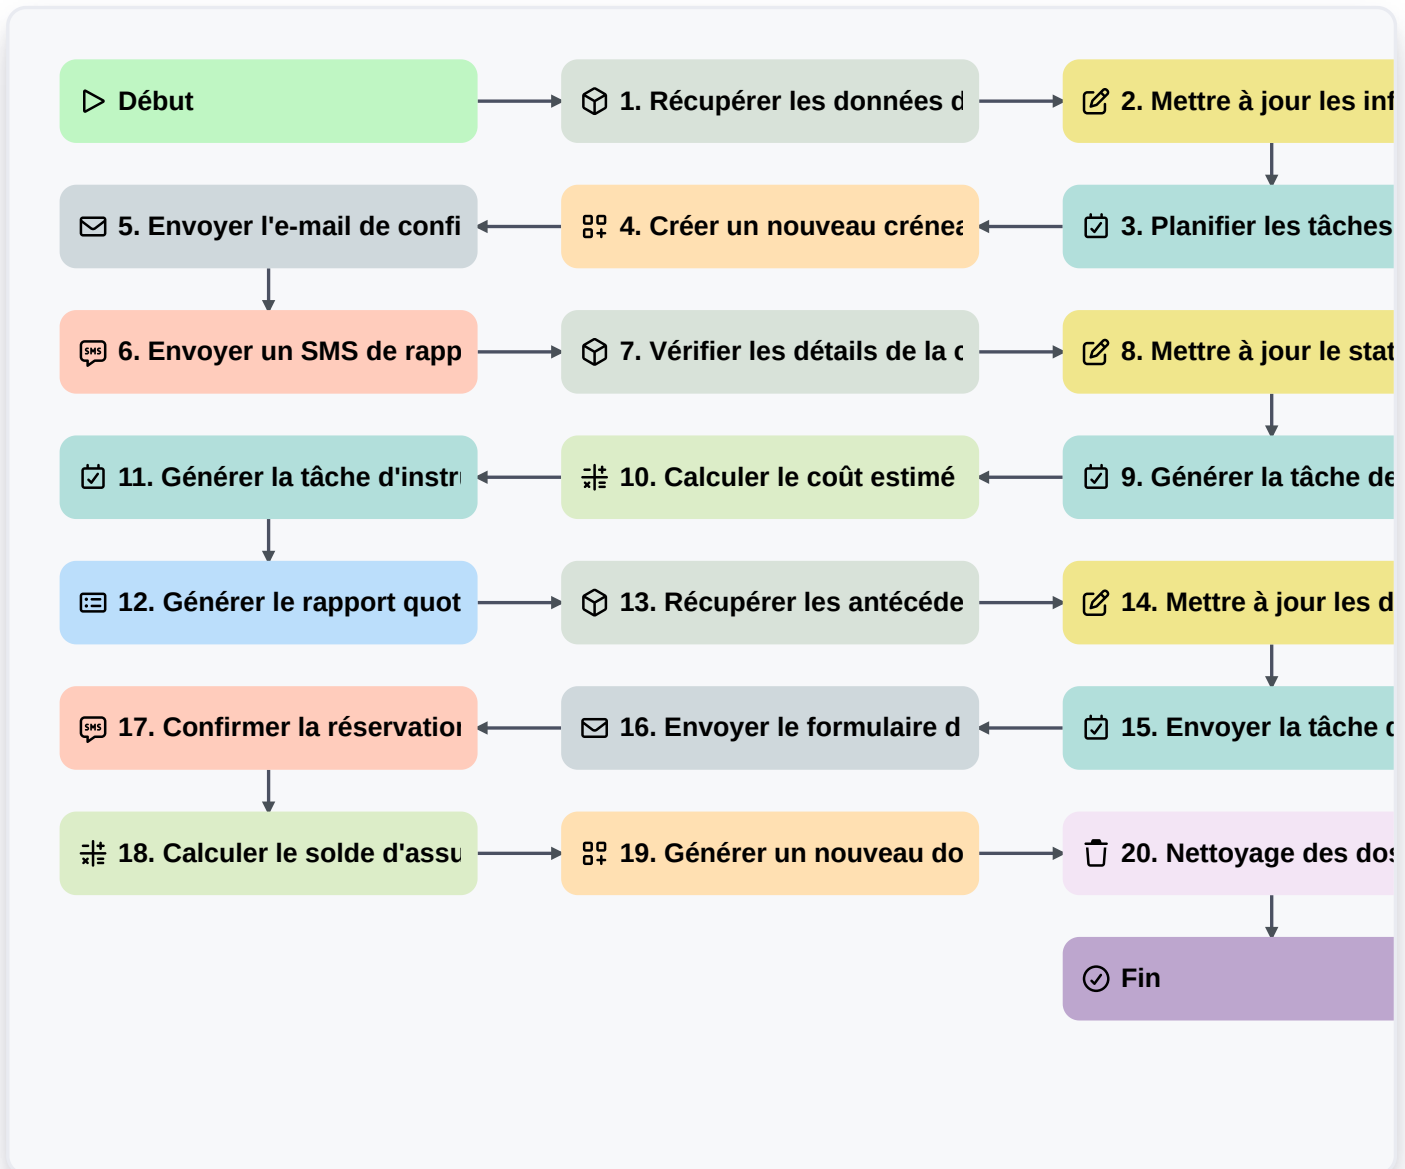 Début
1. Récupérer les données d
2. Mettre à jour les inf
5. Envoyer l'e-mail de confi
4. Créer un nouveau crénea
3. Planifier les tâches
SMS
6. Envoyer un SMS de rapp
7. Vérifier les détails de la
8. Mettre à jour le stat
11. Générer la tâche d'instr
10. Calculer le coût estimé
9. Générer la tâche de
12. Générer le rapport quot
13. Récupérer les antécéde
14. Mettre à jour les d
SMS
17. Confirmer la réservation
16. Envoyer le formulaire d
15. Envoyer la tâche
18. Calculer le solde d'assu
19. Générer un nouveau do
20. Nettoyage des dos
Fin